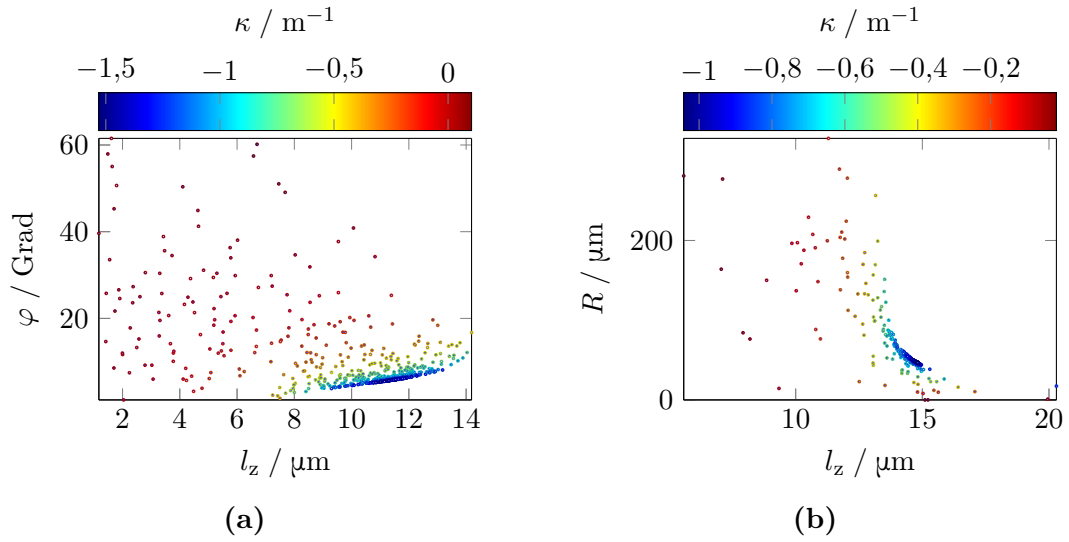 κ / m⁻¹
−1,5 −1 −0,5 0
φ / Grad
60
40
20
2 4 6 8 10 12 14
l_z / µm
(a)
κ / m⁻¹
−1 −0,8 −0,6 −0,4 −0,2
R / µm
200
0
10 15 20
l_z / µm
(b)